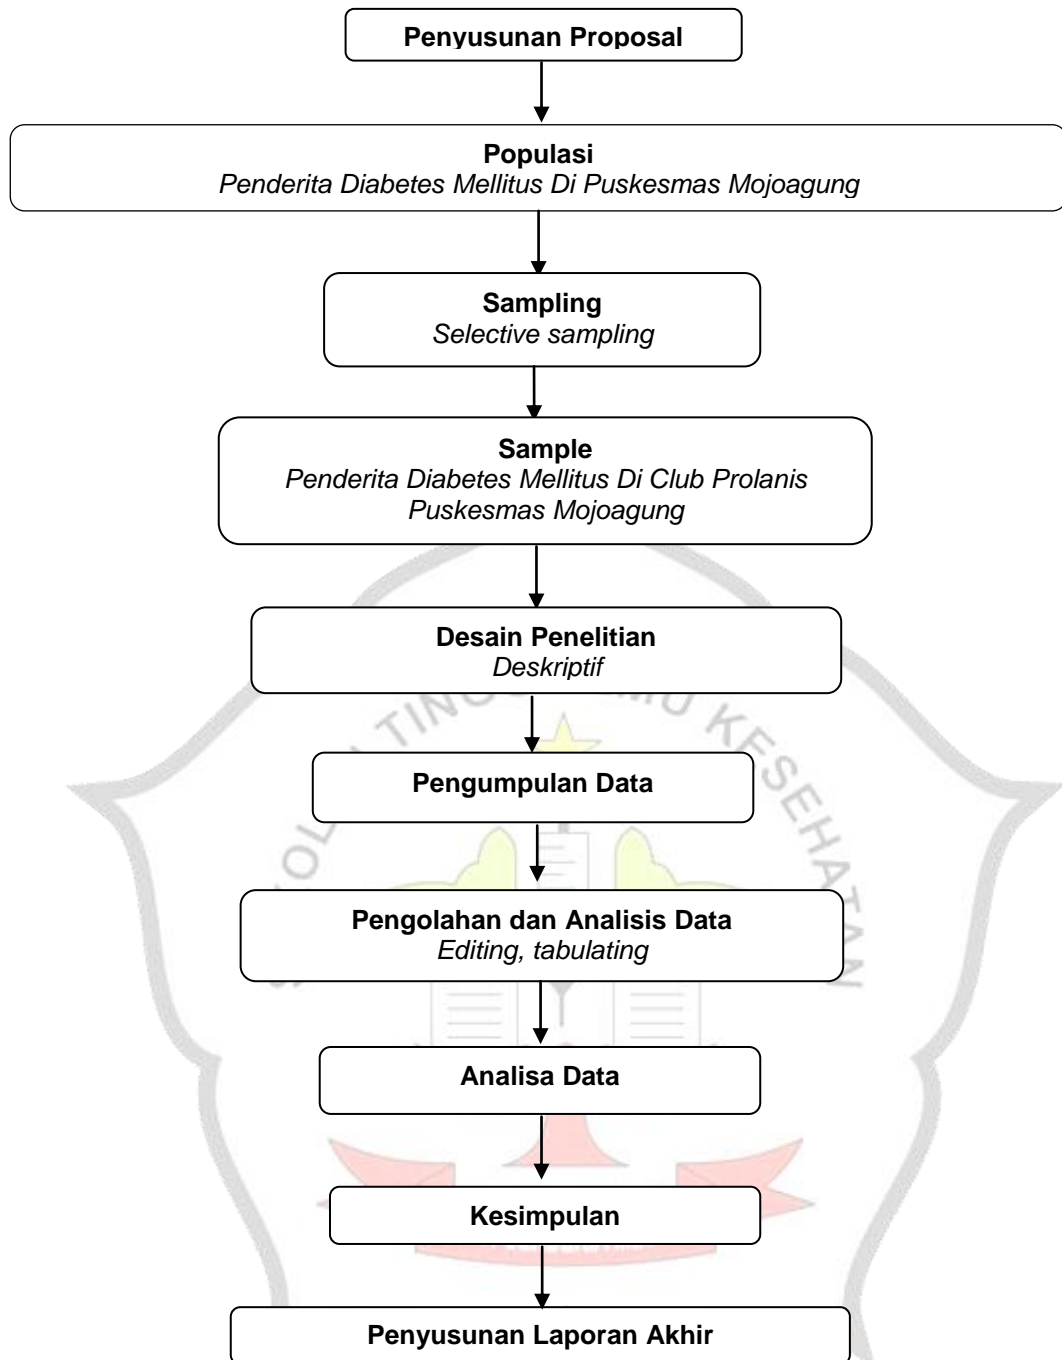 Penyusunan Proposal
Populasi
Penderita Diabetes Mellitus Di Puskesmas Mojoagung
Sampling
Selective sampling
Sample
Penderita Diabetes Mellitus Di Club Prolanis
Puskesmas Mojoagung
Desain Penelitian
Deskriptif
Pengumpulan Data
Pengolahan dan Analisis Data
Editing, tabulating
Analisa Data
Kesimpulan
Penyusunan Laporan Akhir
KESEHATAN